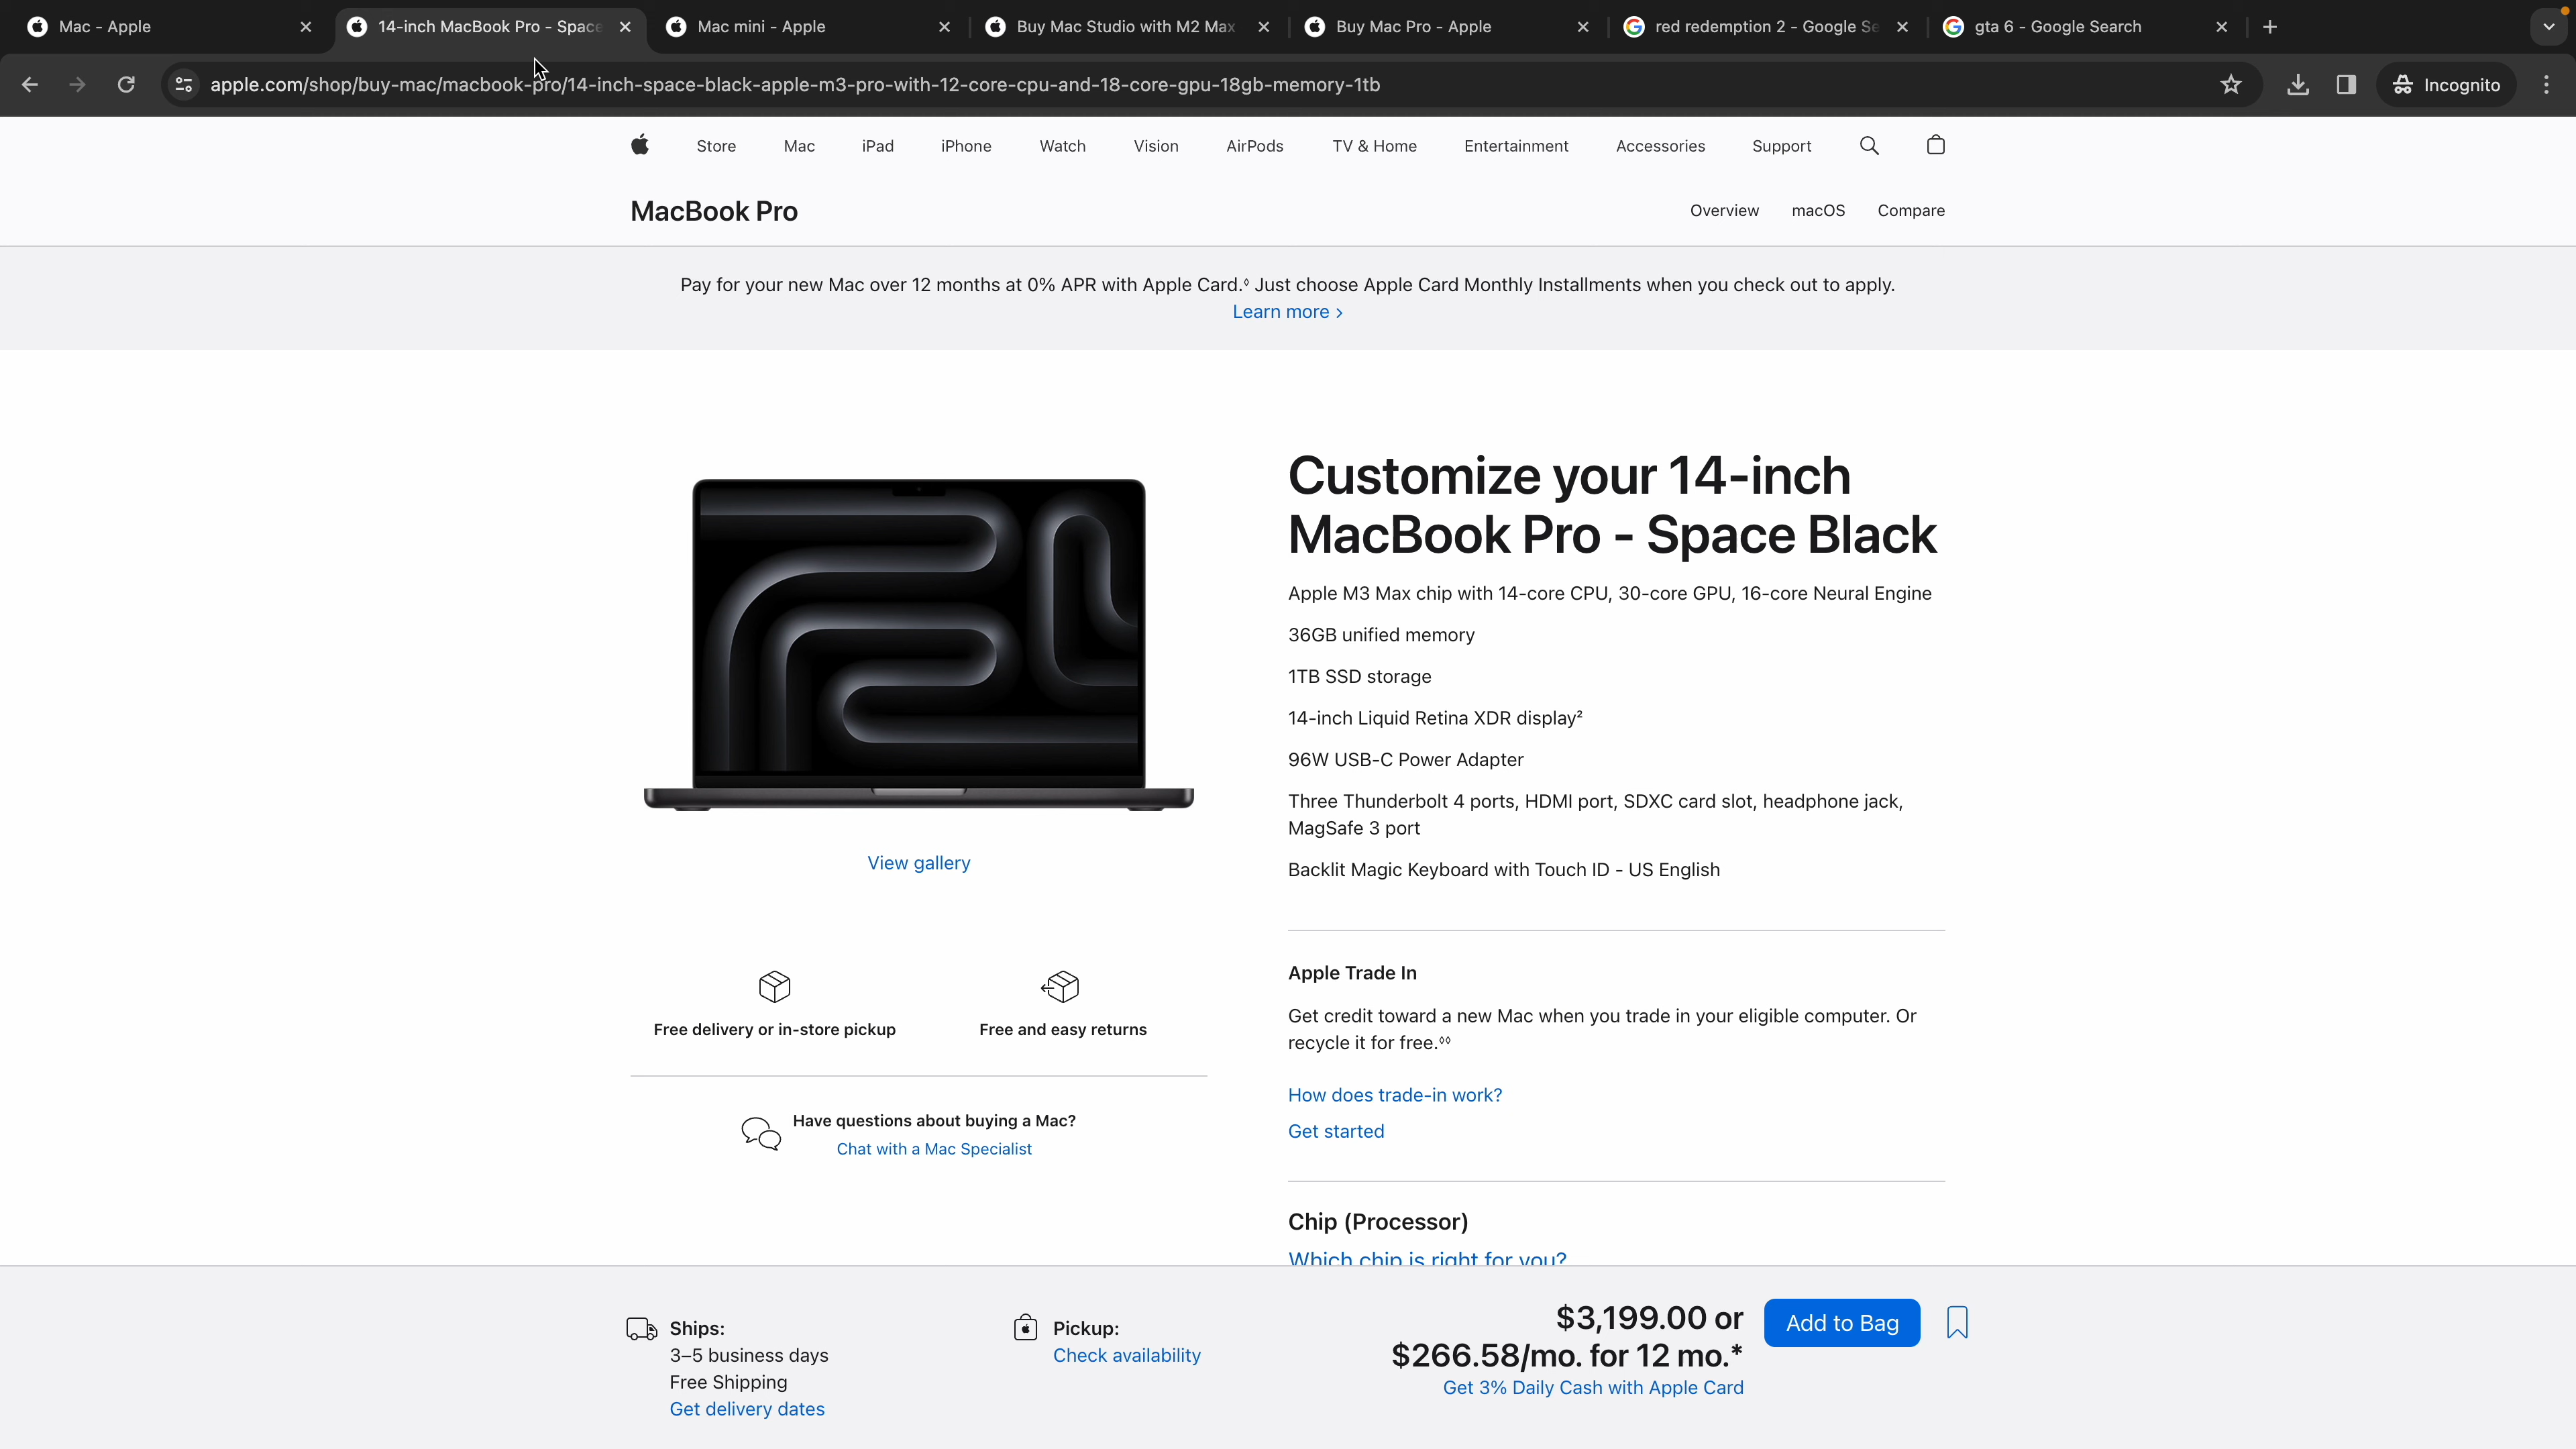 Mac - Apple
14-inch MacBook Pro - Space
Mac mini - Apple
Buy Mac Studio with M2 Max
Buy Mac Pro - Apple
red redemption 2 - Google Se
gta 6 - Google Search
apple.com/shop/buy-mac/macbook-pro/14-inch-space-black-apple-m3-pro-with-12-core-cpu-and-18-core-gpu-18gb-memory-1tb
Incognito
Store
Mac
iPad
iPhone
Watch
Vision
AirPods
TV & Home
Entertainment
Accessories
Support
MacBook Pro
Overview
macOS
Compare
Pay for your new Mac over 12 months at 0% APR with Apple Card.◊ Just choose Apple Card Monthly Installments when you check out to apply.
Learn more >
Customize your 14-inch
MacBook Pro - Space Black
Apple M3 Max chip with 14-core CPU, 30-core GPU, 16-core Neural Engine
36GB unified memory
1TB SSD storage
14-inch Liquid Retina XDR display²
96W USB-C Power Adapter
Three Thunderbolt 4 ports, HDMI port, SDXC card slot, headphone jack,
MagSafe 3 port
Backlit Magic Keyboard with Touch ID - US English
View gallery
Free delivery or in-store pickup
Free and easy returns
Have questions about buying a Mac?
Chat with a Mac Specialist
Apple Trade In
Get credit toward a new Mac when you trade in your eligible computer. Or
recycle it for free.◊◊
How does trade-in work?
Get started
Chip (Processor)
Which chip is right for you?
Ships:
3–5 business days
Free Shipping
Get delivery dates
Pickup:
Check availability
$3,199.00 or
$266.58/mo. for 12 mo.*
Get 3% Daily Cash with Apple Card
Add to Bag